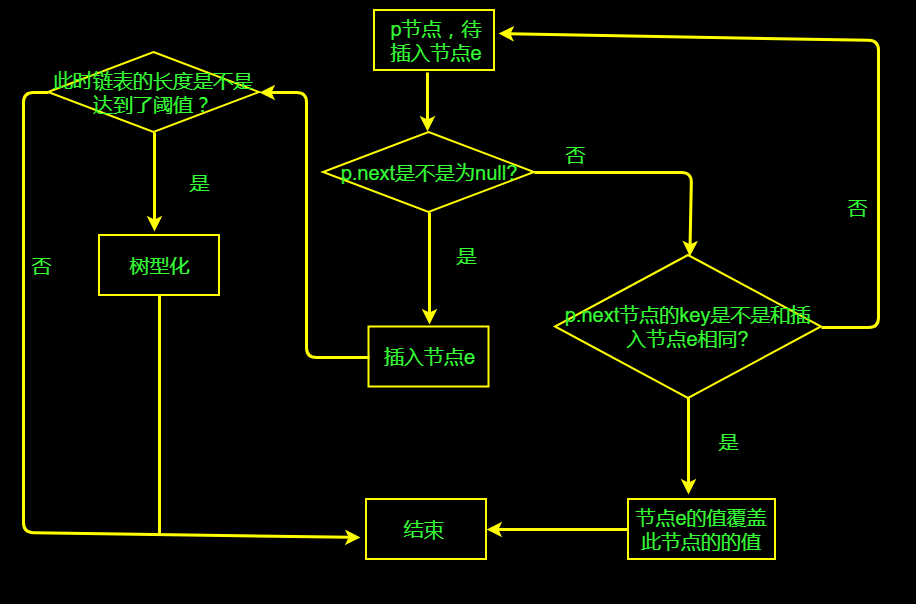 p节点，待
插入节点e
此时链表的长度是不是
达到了阈值？
p.next是不是为null?
否
是
否
是
树型化
否
p.next节点的key是不是和插
入节点e相同?
插入节点e
是
节点e的值覆盖
此节点的的值
结束